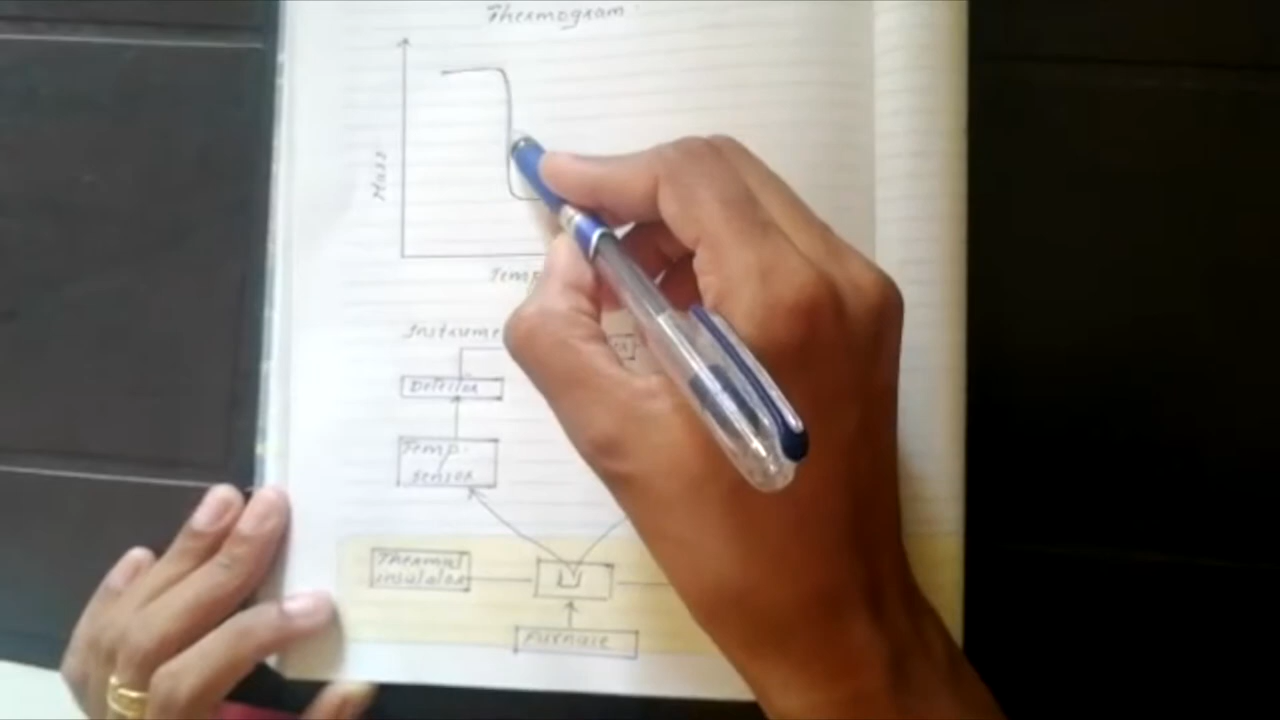 Thermogram
Mass
Temp
Instrume
Detector
Temp.
sensor
Thermal
insulator
Furnace